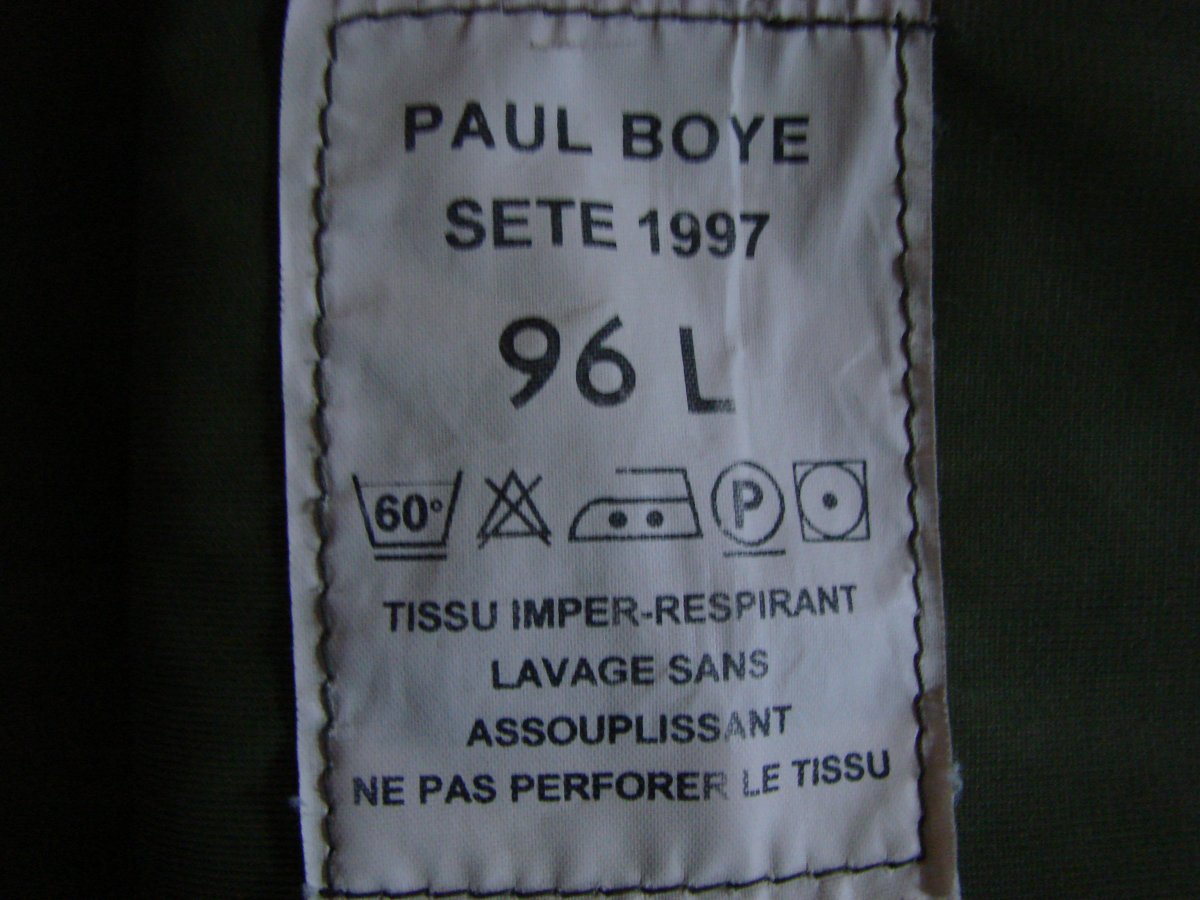 PAUL BOYE
SETE 1997
96 L
60°
P
TISSU IMPER-RESPIRANT
LAVAGE SANS
ASSOUPLISSANT
NE PAS PERFORER LE TISSU